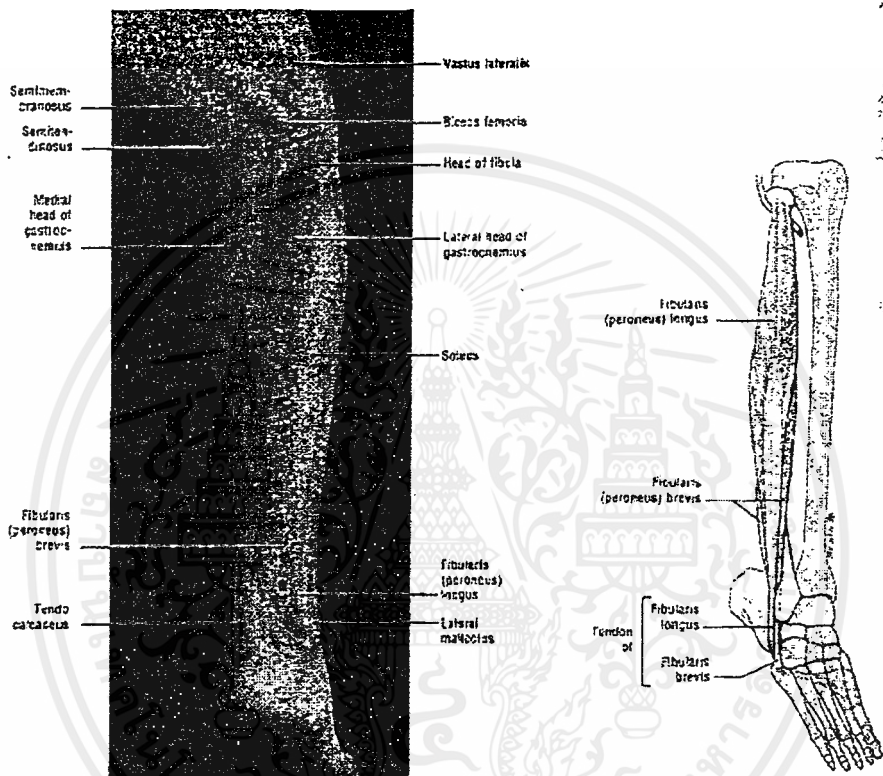 Vastus lateralis
Semimem-
branosus
Biceps femoris
Semiten-
dinosus
Head of fibula
Medial
head of
gastroc-
nemius
Lateral head of
gastrocnemius
Soleus
Fibularis
(peroneus)
brevis
Fibularis
(peroneus)
longus
Tendo
calcaneus
Lateral
malleolus
Fibularis
(peroneus) longus
Fibularis
(peroneus) brevis
Tendon
of
Fibularis
longus
Fibularis
brevis